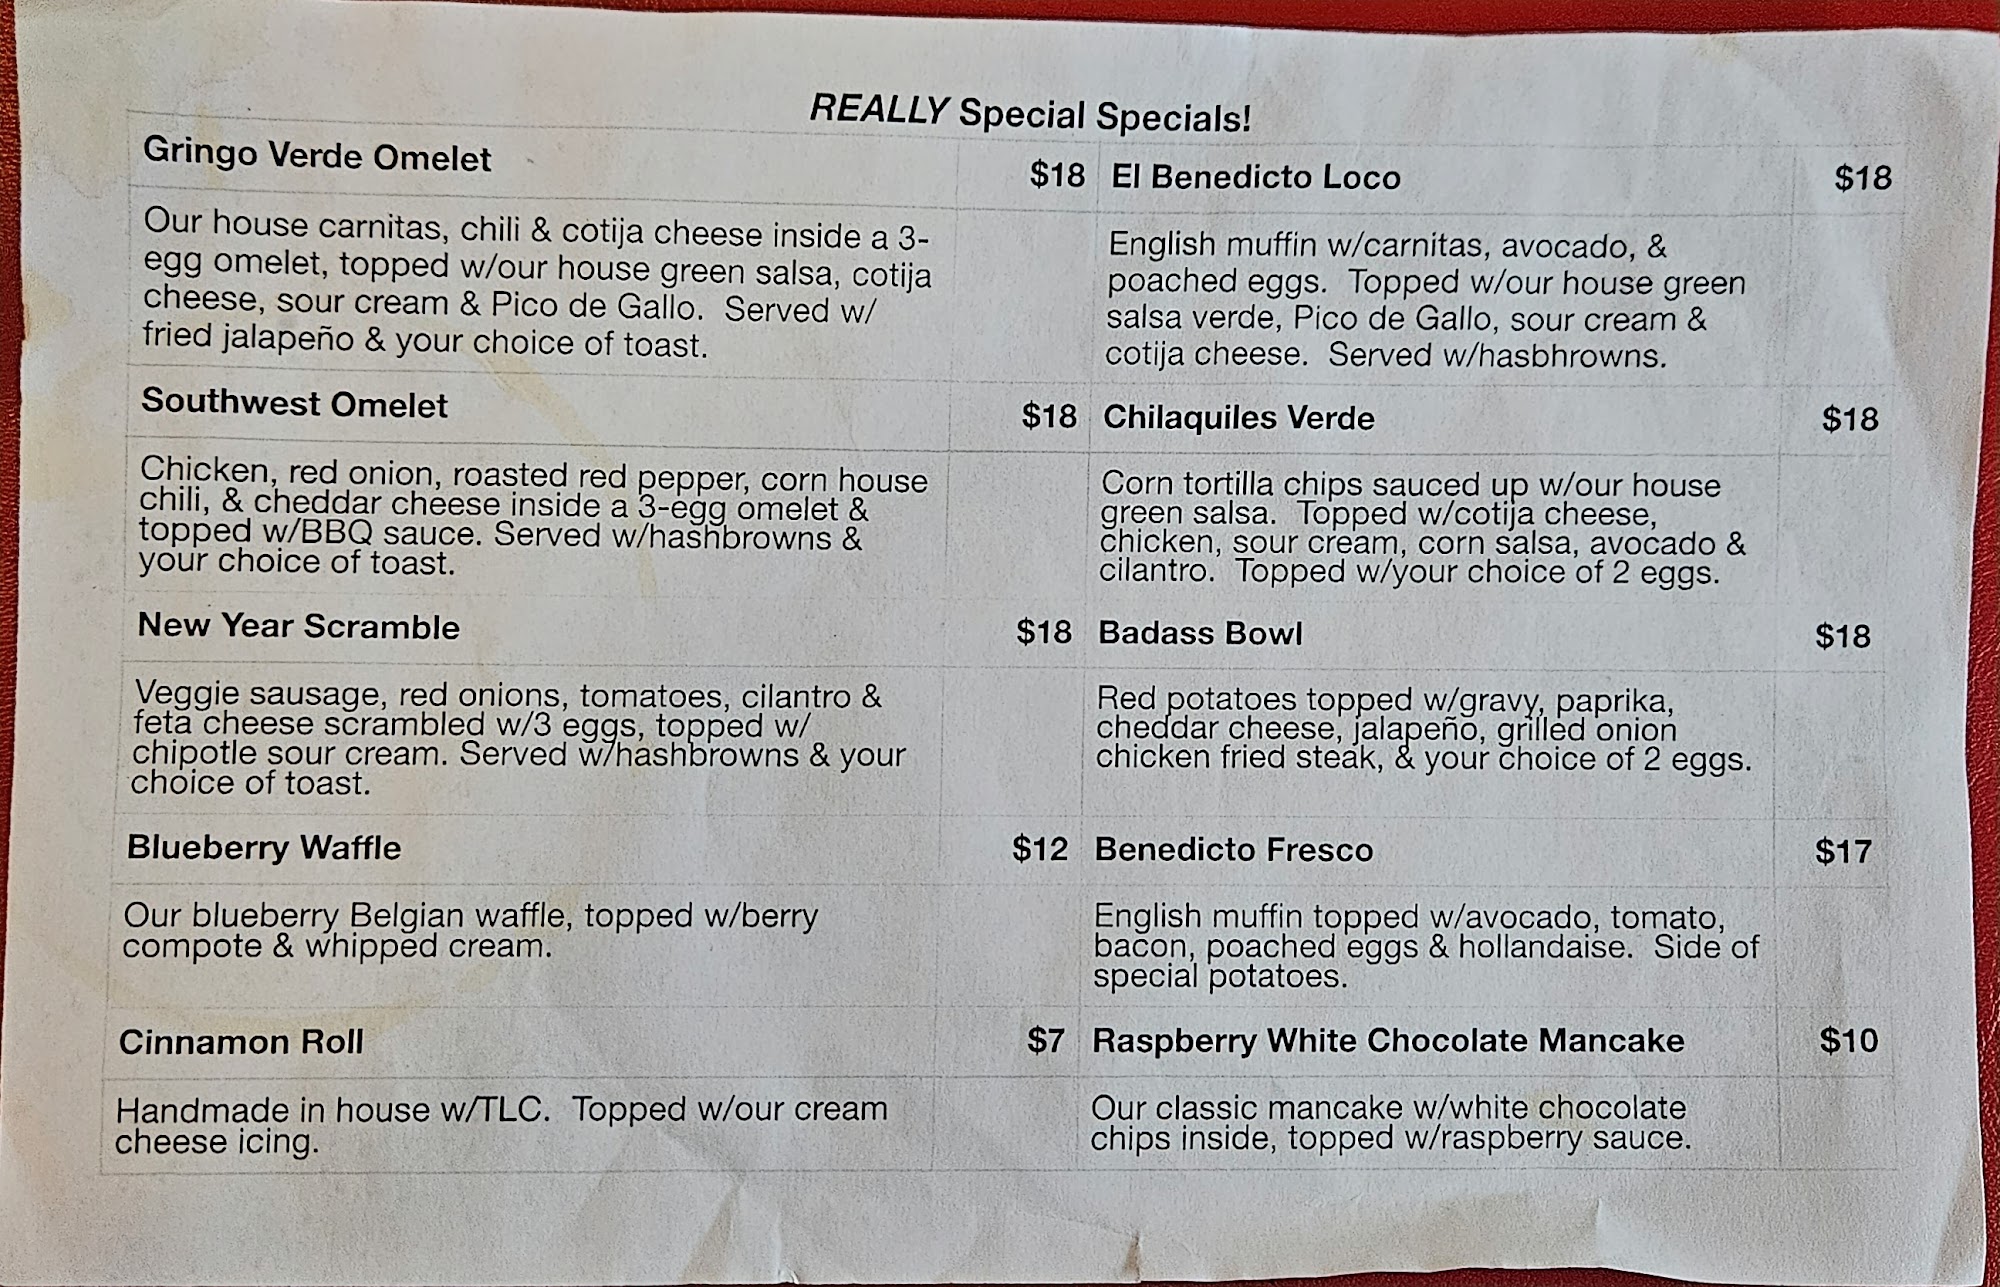 REALLY Special Specials!
Gringo Verde Omelet $18
Our house carnitas, chili & cotija cheese inside a 3-
egg omelet, topped w/our house green salsa, cotija
cheese, sour cream & Pico de Gallo. Served w/
fried jalapeño & your choice of toast.
Southwest Omelet $18
Chicken, red onion, roasted red pepper, corn house
chili, & cheddar cheese inside a 3-egg omelet &
topped w/BBQ sauce. Served w/hashbrowns &
your choice of toast.
New Year Scramble $18
Veggie sausage, red onions, tomatoes, cilantro &
feta cheese scrambled w/3 eggs, topped w/
chipotle sour cream. Served w/hashbrowns & your
choice of toast.
Blueberry Waffle $12
Our blueberry Belgian waffle, topped w/berry
compote & whipped cream.
Cinnamon Roll $7
Handmade in house w/TLC. Topped w/our cream
cheese icing.
El Benedicto Loco $18
English muffin w/carnitas, avocado, &
poached eggs. Topped w/our house green
salsa verde, Pico de Gallo, sour cream &
cotija cheese. Served w/hasbhrowns.
Chilaquiles Verde $18
Corn tortilla chips sauced up w/our house
green salsa. Topped w/cotija cheese,
chicken, sour cream, corn salsa, avocado &
cilantro. Topped w/your choice of 2 eggs.
Badass Bowl $18
Red potatoes topped w/gravy, paprika,
cheddar cheese, jalapeño, grilled onion
chicken fried steak, & your choice of 2 eggs.
Benedicto Fresco $17
English muffin topped w/avocado, tomato,
bacon, poached eggs & hollandaise. Side of
special potatoes.
Raspberry White Chocolate Mancake $10
Our classic mancake w/white chocolate
chips inside, topped w/raspberry sauce.